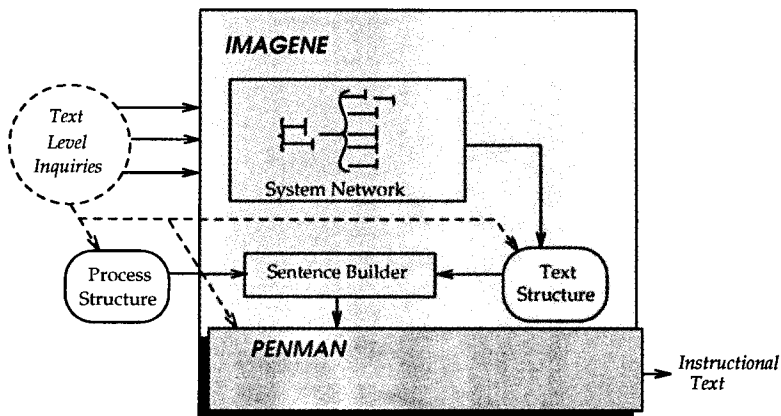 IMAGENE
Text
Level
Inquiries
System Network
Process
Structure
Sentence Builder
Text
Structure
PENMAN
Instructional
Text